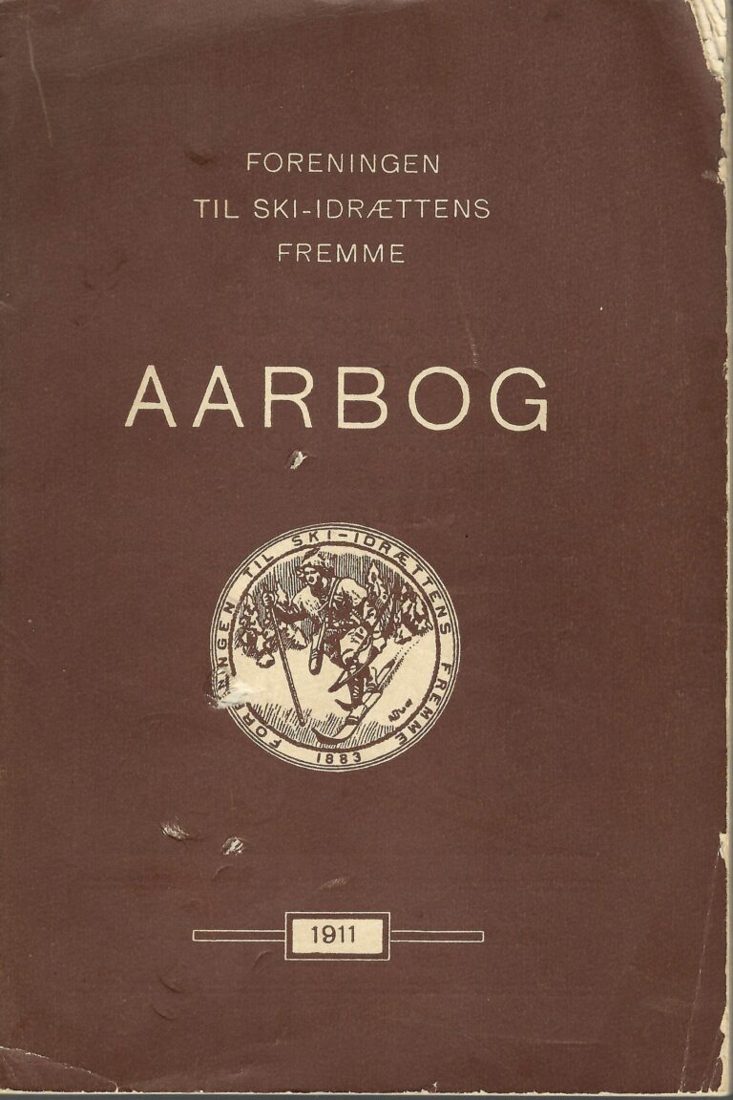 FORENINGEN
TIL SKI-IDRÆTTENS
FREMME
AARBOG
FORENINGEN TIL SKI-IDRÆTTENS FREMME
1883
1911